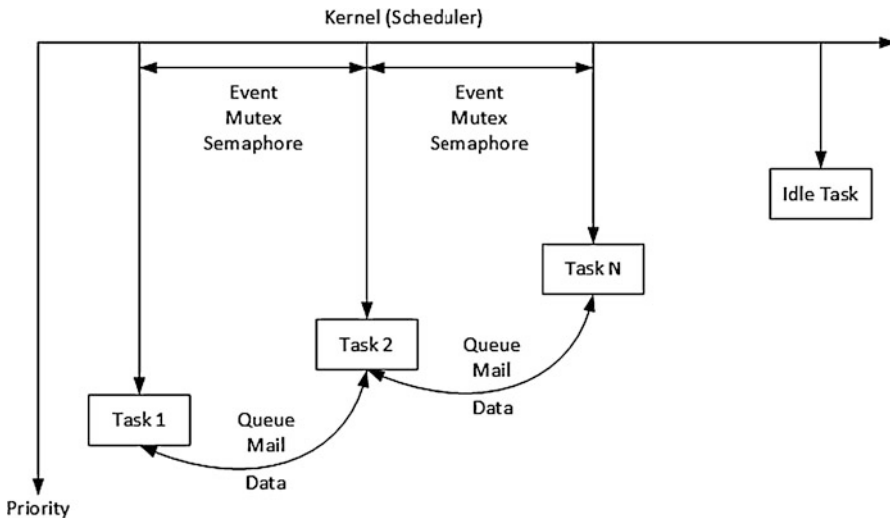 Kernel (Scheduler)
Event
Mutex
Semaphore
Event
Mutex
Semaphore
Idle Task
Task N
Task 2
Queue
Mail
Data
Task 1
Queue
Mail
Data
Priority